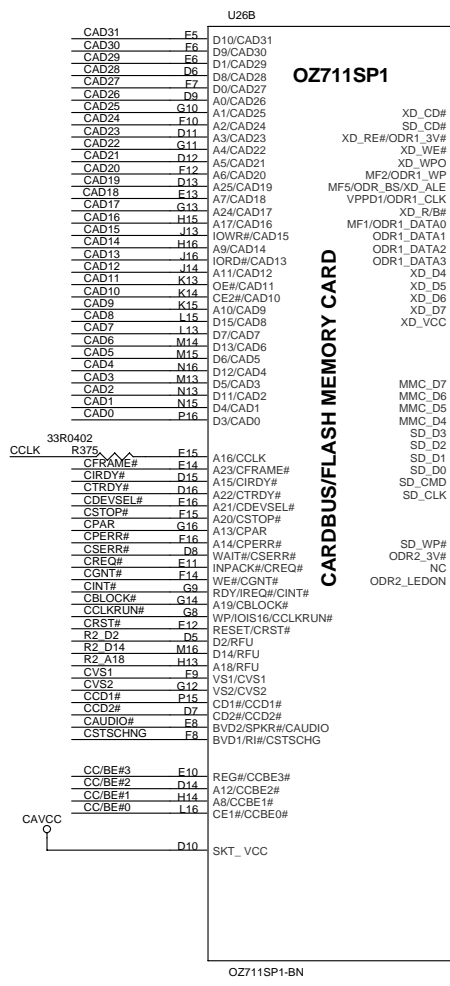 U26B
OZ711SP1
CAD31 E5 D10/CAD31
CAD30 F6 D9/CAD30
CAD29 E6 D1/CAD29
CAD28 D6 D8/CAD28
CAD27 F7 D0/CAD27
CAD26 D9 A0/CAD26
CAD25 G10 A1/CAD25 XD_CD#
CAD24 F10 A2/CAD24 SD_CD#
CAD23 D11 A3/CAD23 XD_RE#/ODR1_3V#
CAD22 G11 A4/CAD22 XD_WE#
CAD21 D12 A5/CAD21 XD_WPO
CAD20 F12 A6/CAD20 MF2/ODR1_WP
CAD19 D13 A25/CAD19 MF5/ODR_BS/XD_ALE
CAD18 E13 A7/CAD18 VPPD1/ODR1_CLK
CAD17 G13 A24/CAD17 XD_R/B#
CAD16 H15 A17/CAD16 MF1/ODR1_DATA0
CAD15 J13 IOWR#/CAD15 ODR1_DATA1
CAD14 H16 A9/CAD14 ODR1_DATA2
CAD13 J16 IORD#/CAD13 ODR1_DATA3
CAD12 J14 A11/CAD12 XD_D4
CAD11 K13 OE#/CAD11 XD_D5
CAD10 K14 CE2#/CAD10 XD_D6
CAD9 K15 A10/CAD9 XD_D7
CAD8 L15 D15/CAD8 XD_VCC
CAD7 L13 D7/CAD7
CAD6 M14 D13/CAD6
CAD5 M15 D6/CAD5
CAD4 N16 D12/CAD4
CAD3 M13 D5/CAD3 MMC_D7
CAD2 N13 D11/CAD2 MMC_D6
CAD1 N15 D4/CAD1 MMC_D5
CAD0 P16 D3/CAD0 MMC_D4
SD_D3
SD_D2
33R0402
CCLK R375 E15 A16/CCLK SD_D1
CFRAME# E14 A23/CFRAME# SD_D0
CIRDY# D15 A15/CIRDY# SD_CMD
CTRDY# D16 A22/CTRDY# SD_CLK
CDEVSEL# E16 A21/CDEVSEL#
CSTOP# F15 A20/CSTOP#
CPAR G16 A13/CPAR
CPERR# F16 A14/CPERR# SD_WP#
CSERR# D8 WAIT#/CSERR# ODR2_3V#
CREQ# E11 INPACK#/CREQ# NC
CGNT# F14 WE#/CGNT# ODR2_LEDON
CINT# G9 RDY/IREQ#/CINT#
CBLOCK# G14 A19/CBLOCK#
CCLKRUN# G8 WP/IOIS16/CCLKRUN#
CRST# E12 RESET/CRST#
R2_D2 D5 D2/RFU
R2_D14 M16 D14/RFU
R2_A18 H13 A18/RFU
CVS1 F9 VS1/CVS1
CVS2 G12 VS2/CVS2
CCD1# P15 CD1#/CCD1#
CCD2# D7 CD2#/CCD2#
CAUDIO# E8 BVD2/SPKR#/CAUDIO
CSTSCHNG F8 BVD1/RI#/CSTSCHG
CARDBUS/FLASH MEMORY CARD
CC/BE#3 E10 REG#/CCBE3#
CC/BE#2 D14 A12/CCBE2#
CC/BE#1 H14 A8/CCBE1#
CC/BE#0 L16 CE1#/CCBE0#
CAVCC
D10 SKT_ VCC
OZ711SP1-BN